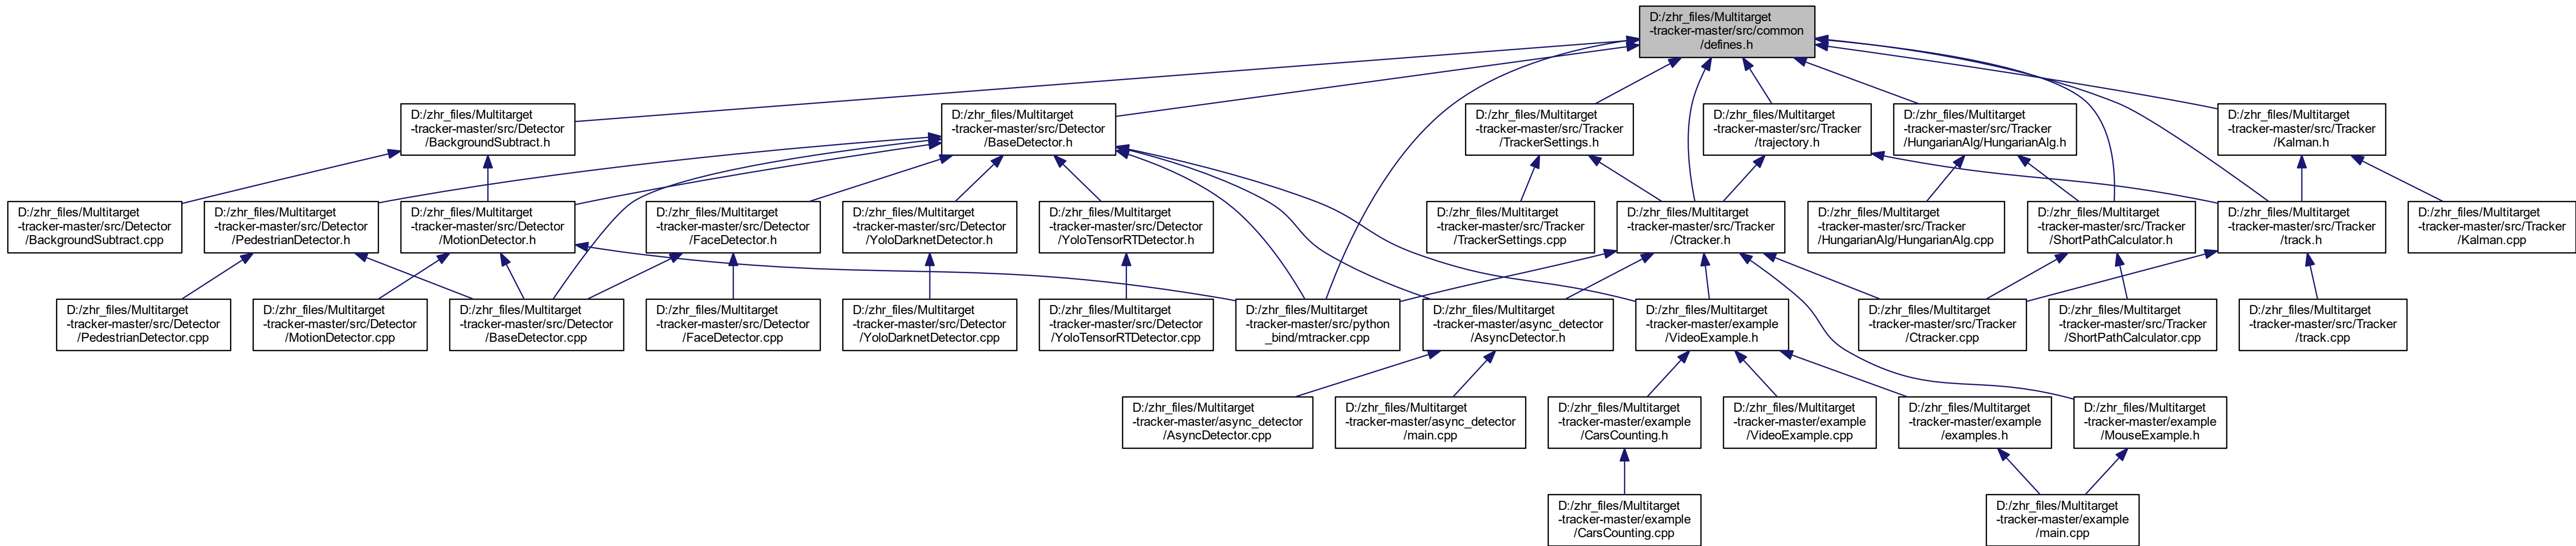 D:/zhr_files/Multitarget
-tracker-master/src/common
/defines.h
D:/zhr_files/Multitarget
-tracker-master/src/Detector
/BackgroundSubtract.h
D:/zhr_files/Multitarget
-tracker-master/src/Detector
/BaseDetector.h
D:/zhr_files/Multitarget
-tracker-master/src/Tracker
/TrackerSettings.h
D:/zhr_files/Multitarget
-tracker-master/src/Tracker
/trajectory.h
D:/zhr_files/Multitarget
-tracker-master/src/Tracker
/HungarianAlg/HungarianAlg.h
D:/zhr_files/Multitarget
-tracker-master/src/Tracker
/Kalman.h
D:/zhr_files/Multitarget
-tracker-master/src/Detector
/BackgroundSubtract.cpp
D:/zhr_files/Multitarget
-tracker-master/src/Detector
/PedestrianDetector.h
D:/zhr_files/Multitarget
-tracker-master/src/Detector
/MotionDetector.h
D:/zhr_files/Multitarget
-tracker-master/src/Detector
/FaceDetector.h
D:/zhr_files/Multitarget
-tracker-master/src/Detector
/YoloDarknetDetector.h
D:/zhr_files/Multitarget
-tracker-master/src/Detector
/YoloTensorRTDetector.h
D:/zhr_files/Multitarget
-tracker-master/src/Tracker
/TrackerSettings.cpp
D:/zhr_files/Multitarget
-tracker-master/src/Tracker
/Ctracker.h
D:/zhr_files/Multitarget
-tracker-master/src/Tracker
/HungarianAlg/HungarianAlg.cpp
D:/zhr_files/Multitarget
-tracker-master/src/Tracker
/ShortPathCalculator.h
D:/zhr_files/Multitarget
-tracker-master/src/Tracker
/track.h
D:/zhr_files/Multitarget
-tracker-master/src/Tracker
/Kalman.cpp
D:/zhr_files/Multitarget
-tracker-master/src/Detector
/PedestrianDetector.cpp
D:/zhr_files/Multitarget
-tracker-master/src/Detector
/MotionDetector.cpp
D:/zhr_files/Multitarget
-tracker-master/src/Detector
/BaseDetector.cpp
D:/zhr_files/Multitarget
-tracker-master/src/Detector
/FaceDetector.cpp
D:/zhr_files/Multitarget
-tracker-master/src/Detector
/YoloDarknetDetector.cpp
D:/zhr_files/Multitarget
-tracker-master/src/Detector
/YoloTensorRTDetector.cpp
D:/zhr_files/Multitarget
-tracker-master/src/python
_bind/mtracker.cpp
D:/zhr_files/Multitarget
-tracker-master/async_detector
/AsyncDetector.h
D:/zhr_files/Multitarget
-tracker-master/example
/VideoExample.h
D:/zhr_files/Multitarget
-tracker-master/src/Tracker
/Ctracker.cpp
D:/zhr_files/Multitarget
-tracker-master/src/Tracker
/ShortPathCalculator.cpp
D:/zhr_files/Multitarget
-tracker-master/src/Tracker
/track.cpp
D:/zhr_files/Multitarget
-tracker-master/async_detector
/AsyncDetector.cpp
D:/zhr_files/Multitarget
-tracker-master/async_detector
/main.cpp
D:/zhr_files/Multitarget
-tracker-master/example
/CarsCounting.h
D:/zhr_files/Multitarget
-tracker-master/example
/VideoExample.cpp
D:/zhr_files/Multitarget
-tracker-master/example
/examples.h
D:/zhr_files/Multitarget
-tracker-master/example
/MouseExample.h
D:/zhr_files/Multitarget
-tracker-master/example
/CarsCounting.cpp
D:/zhr_files/Multitarget
-tracker-master/example
/main.cpp